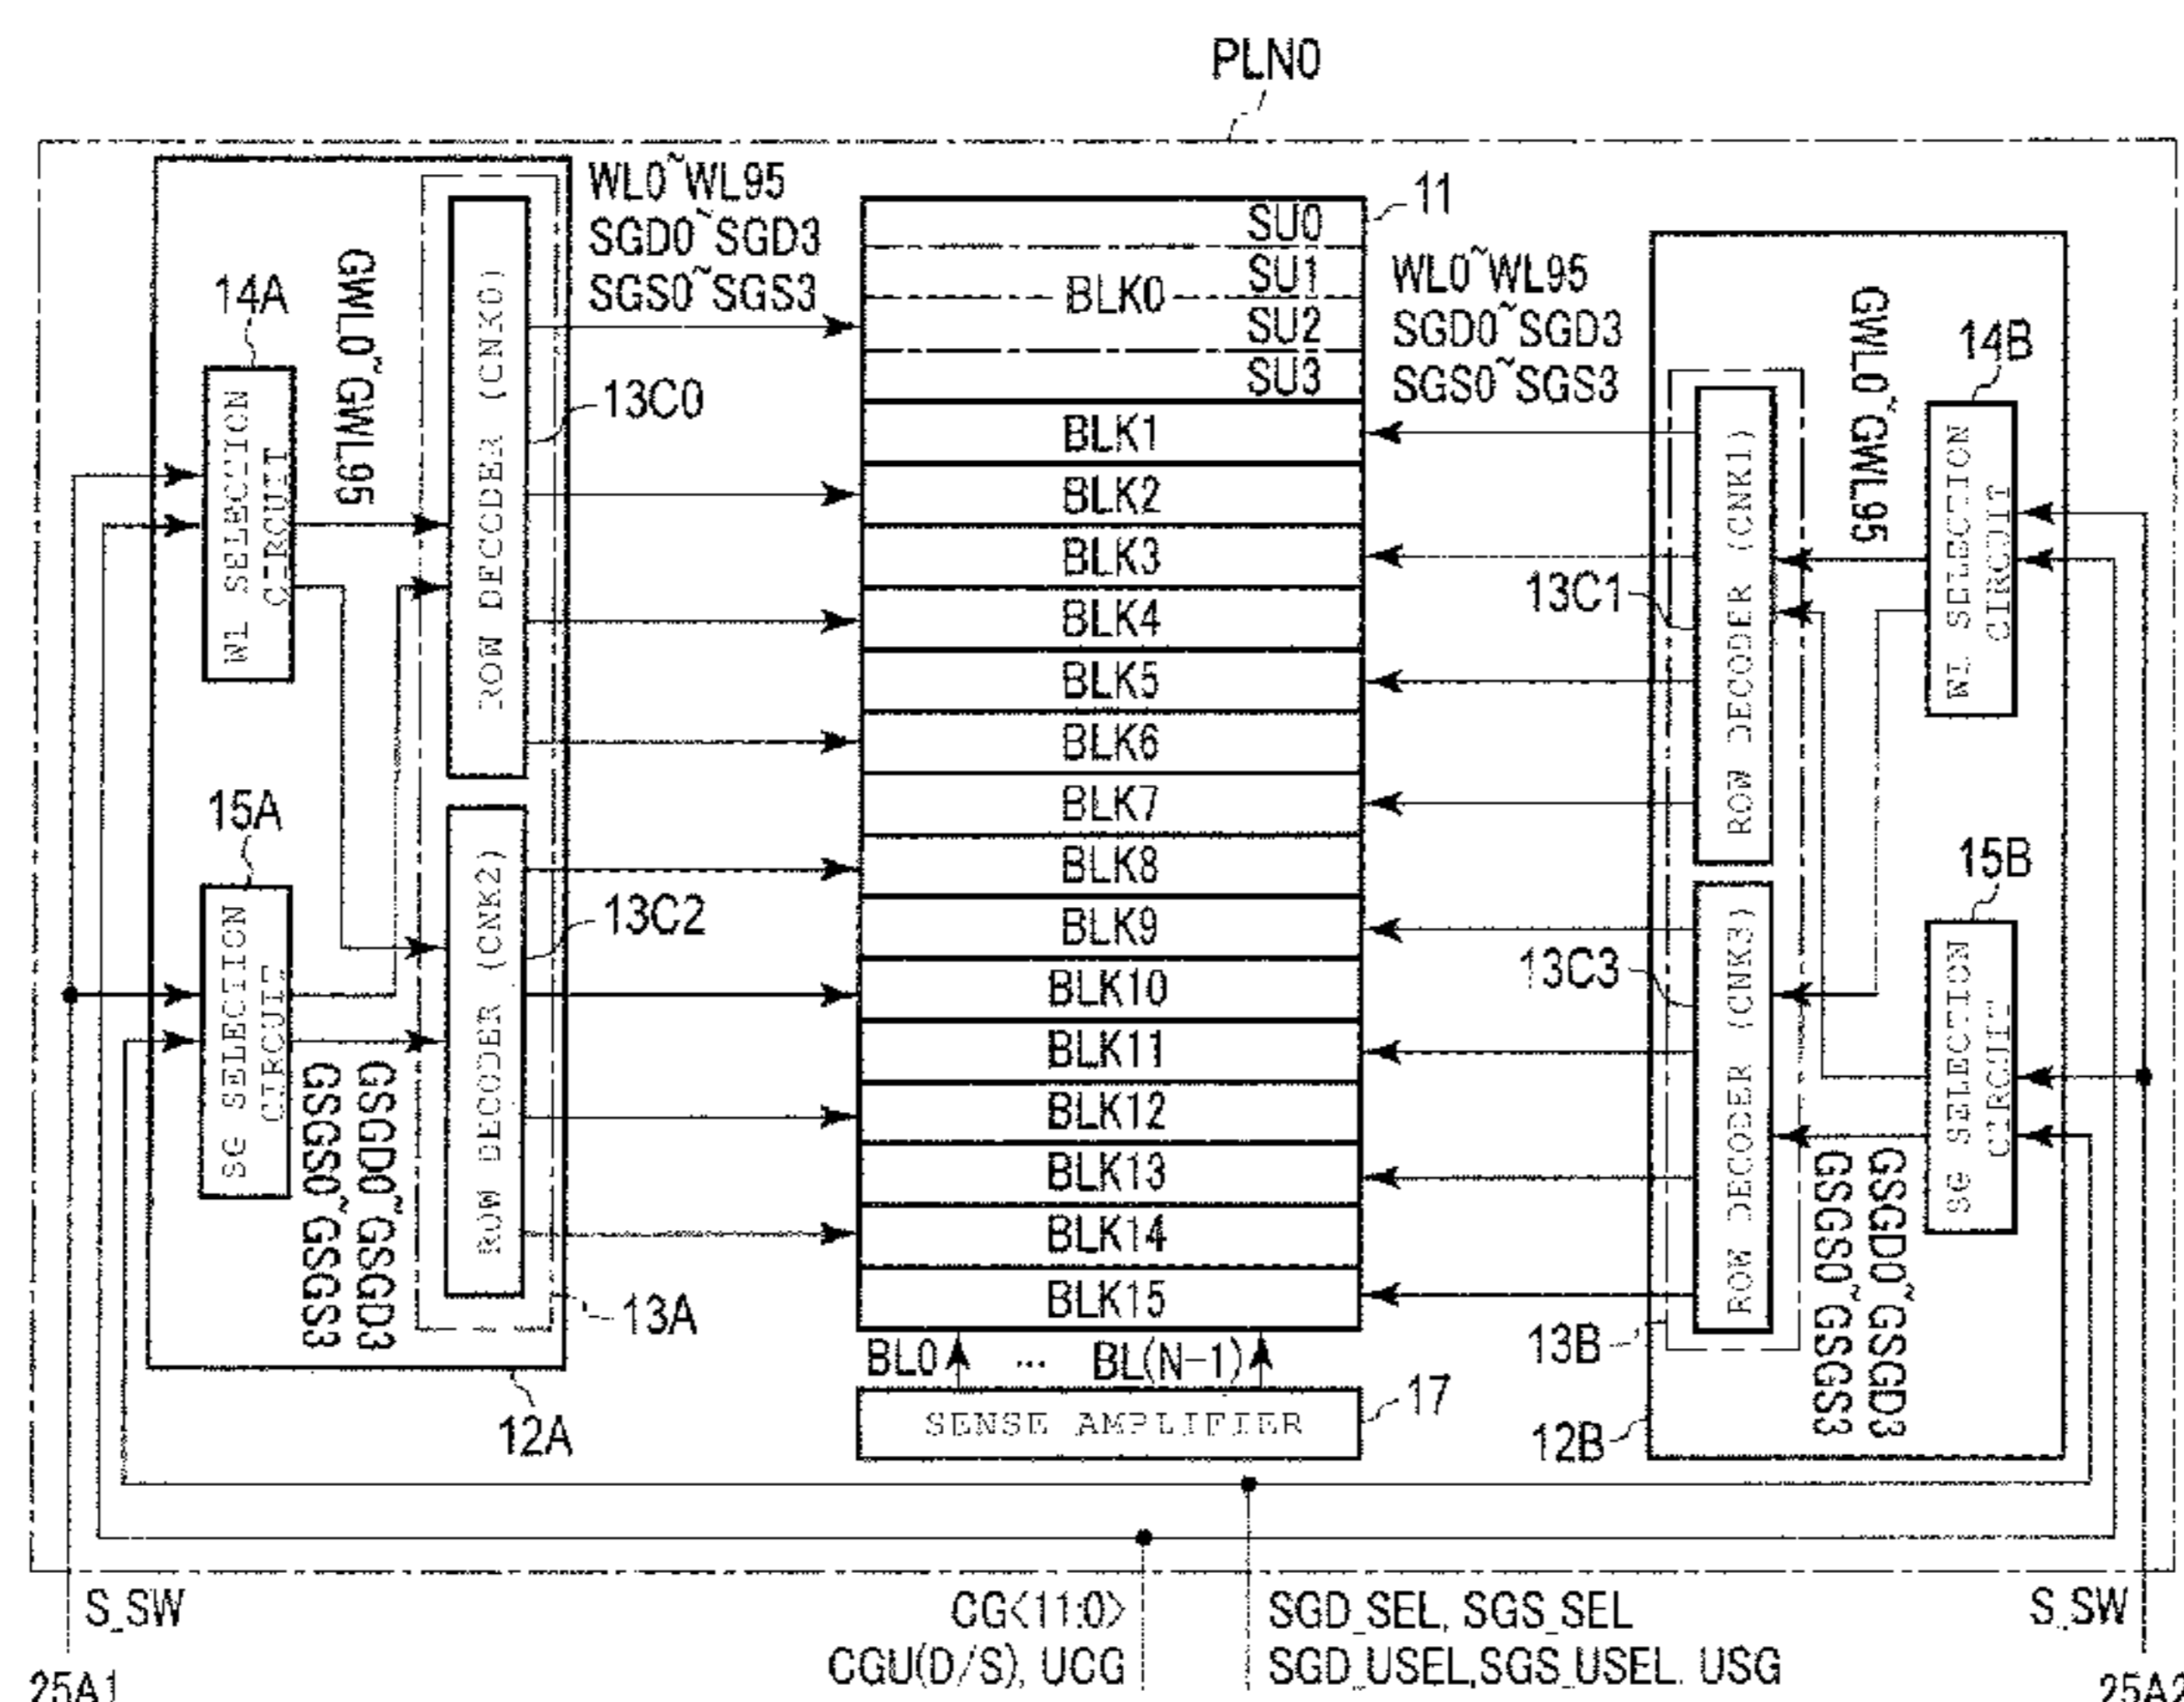 PLN0
WL0~WL95
SGD0~SGD3
SGS0~SGS3
11
SU0
SU1
BLK0
SU2
SU3
WL0~WL95
SGD0~SGD3
SGS0~SGS3
14A
GWL0~GWL95
WL SELECTION
CIRCUIT
ROW DECODER (CNK0)
13C0
BLK1
BLK2
BLK3
BLK4
BLK5
BLK6
BLK7
BLK8
BLK9
BLK10
BLK11
BLK12
BLK13
BLK14
BLK15
13C1
ROW DECODER (CNK1)
GWL0~GWL95
14B
WL SELECTION
CIRCUIT
15A
SG SELECTION
CIRCUIT
GSGD0~GSGD3
GSGS0~GSGS3
ROW DECODER (CNK2)
13C2
13A
12A
13C3
ROW DECODER (CNK3)
15B
SG SELECTION
CIRCUIT
GSGD0~GSGD3
GSGS0~GSGS3
13B
12B
BL0 ... BL(N-1)
SENSE AMPLIFIER
17
S_SW
25A1
CG<11:0>
CGU(D/S), UCG
SGD_SEL, SGS_SEL
SGD_USEL, SGS_USEL. USG
S_SW
25A2